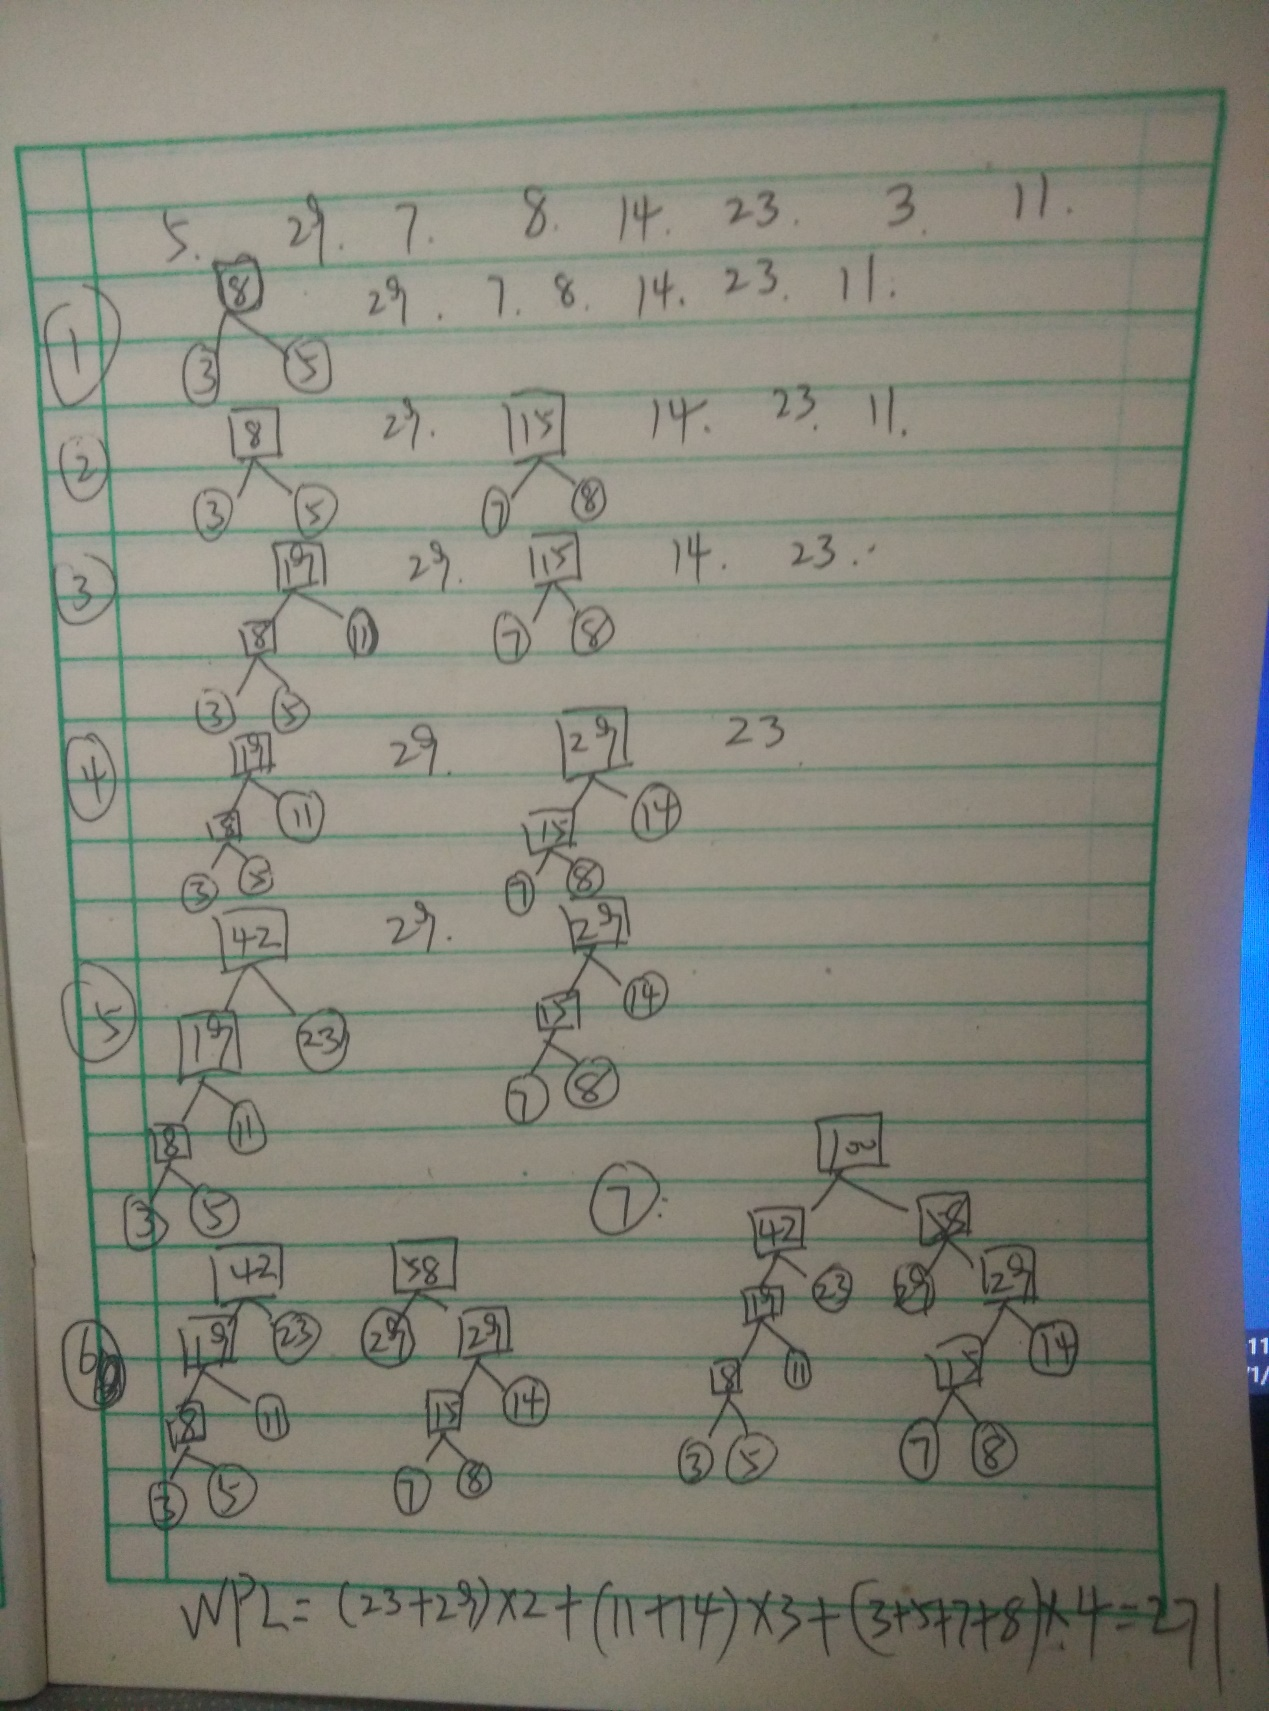 5. 29. 7. 8. 14. 23. 3. 11.
① 8 29. 7. 8. 14. 23. 11.
3 5
② 8 29. 15 14. 23. 11.
3 5 7 8
③ 19 29. 15 14. 23.
8 11 7 8
3 5
④ 19 29. 29 23
8 11 15 14
3 5 7 8
⑤ 42 29. 29
19 23 15 14
8 11 7 8
3 5
⑥ 42 58
19 23 29 29
8 11 15 14
3 5 7 8
⑦: 100
42 58
19 23 29 29
8 11 15 14
3 5 7 8
WPL=(23+29)×2+(11+14)×3+(3+5+7+8)×4=271